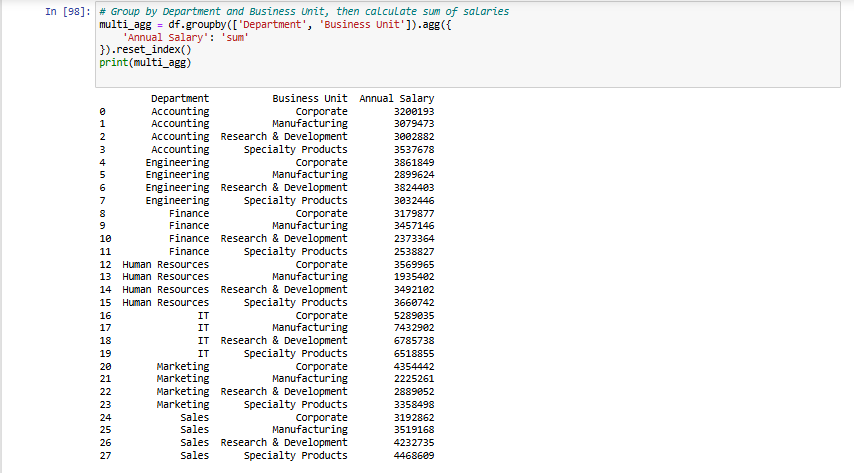 In [98]: # Group by Department and Business Unit, then calculate sum of salaries
multi_agg = df.groupby(['Department', 'Business Unit']).agg({
    'Annual Salary': 'sum'
}).reset_index()
print(multi_agg)
Department Business Unit Annual Salary
0 Accounting Corporate 3200193
1 Accounting Manufacturing 3079473
2 Accounting Research & Development 3002882
3 Accounting Specialty Products 3537678
4 Engineering Corporate 3861849
5 Engineering Manufacturing 2899624
6 Engineering Research & Development 3824403
7 Engineering Specialty Products 3032446
8 Finance Corporate 3179877
9 Finance Manufacturing 3457146
10 Finance Research & Development 2373364
11 Finance Specialty Products 2538827
12 Human Resources Corporate 3569965
13 Human Resources Manufacturing 1935402
14 Human Resources Research & Development 3492102
15 Human Resources Specialty Products 3660742
16 IT Corporate 5289035
17 IT Manufacturing 7432902
18 IT Research & Development 6785738
19 IT Specialty Products 6518855
20 Marketing Corporate 4354442
21 Marketing Manufacturing 2225261
22 Marketing Research & Development 2889052
23 Marketing Specialty Products 3358498
24 Sales Corporate 3192862
25 Sales Manufacturing 3519168
26 Sales Research & Development 4232735
27 Sales Specialty Products 4468609